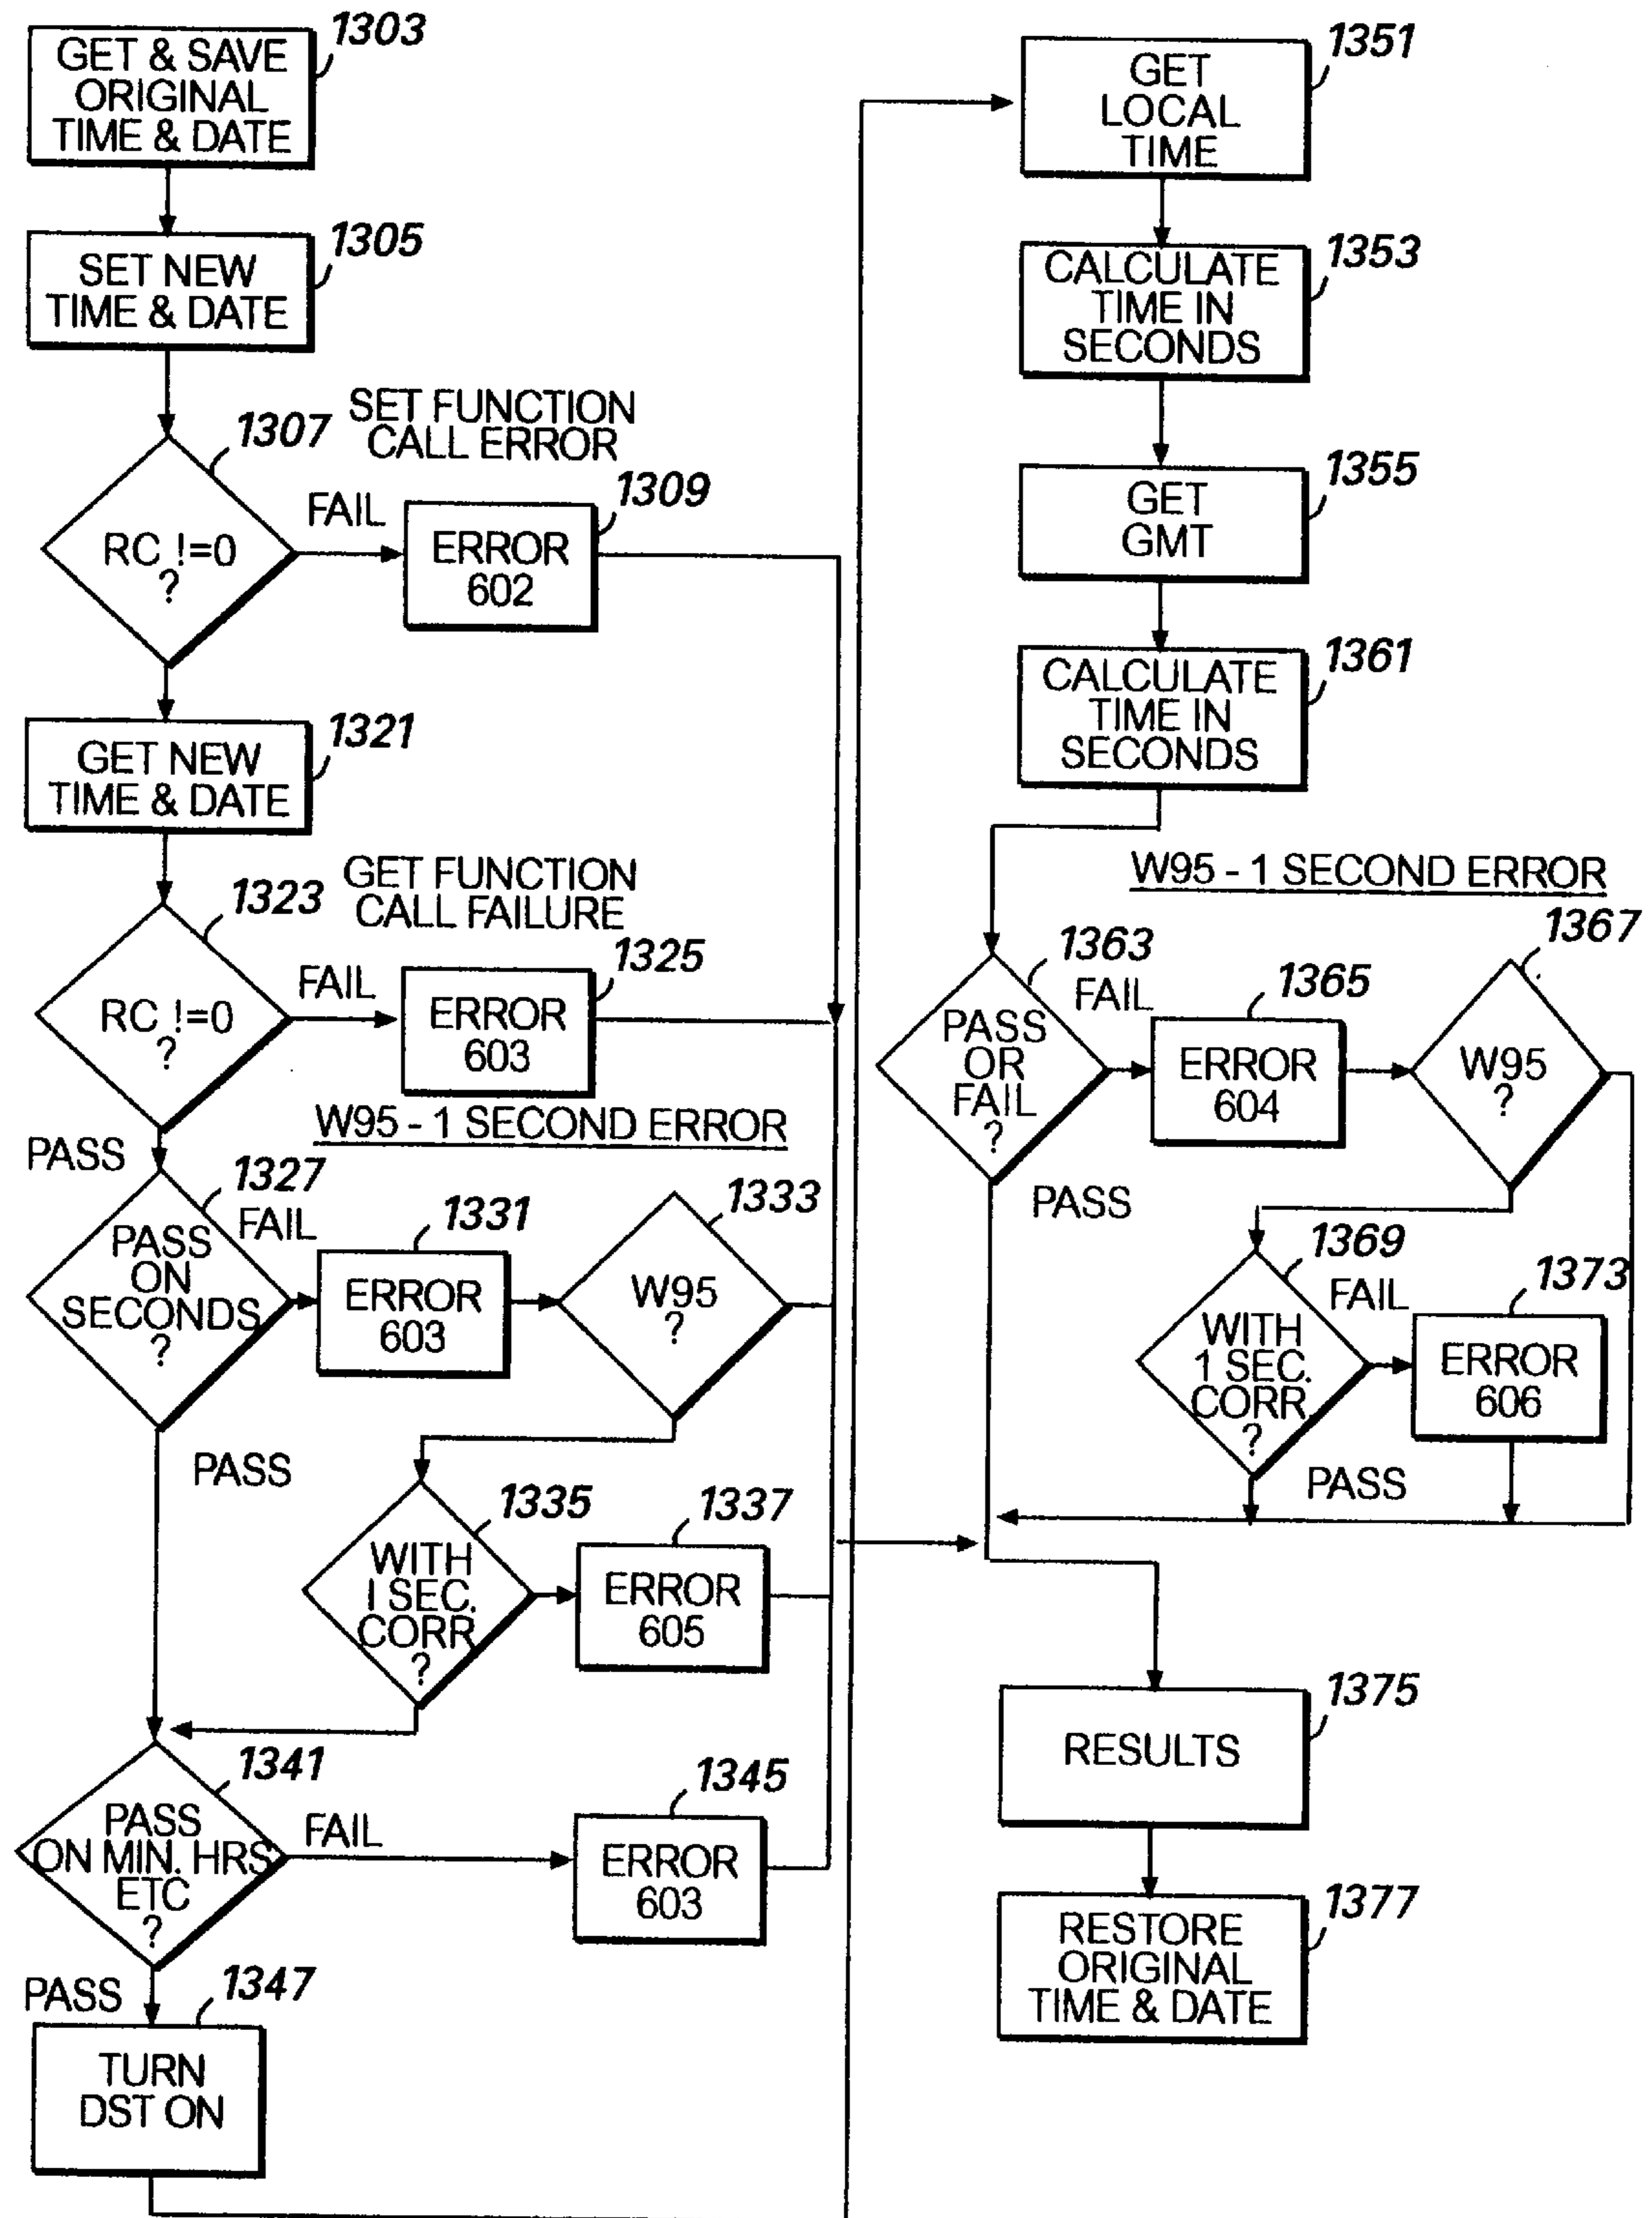 1303
GET & SAVE
ORIGINAL
TIME & DATE
1305
SET NEW
TIME & DATE
1307
SET FUNCTION
CALL ERROR
RC !=0
?
FAIL
1309
ERROR
602
1321
GET NEW
TIME & DATE
1323
GET FUNCTION
CALL FAILURE
RC !=0
?
FAIL
1325
ERROR
603
W95 - 1 SECOND ERROR
PASS
1327
PASS
ON
SECONDS
?
FAIL
1331
ERROR
603
1333
W95
?
PASS
1335
WITH
1 SEC.
CORR
?
1337
ERROR
605
1341
PASS
ON MIN. HRS
ETC
?
FAIL
1345
ERROR
603
PASS
1347
TURN
DST ON
1351
GET
LOCAL
TIME
1353
CALCULATE
TIME IN
SECONDS
1355
GET
GMT
1361
CALCULATE
TIME IN
SECONDS
W95 - 1 SECOND ERROR
1363
PASS
OR
FAIL
?
FAIL
1365
ERROR
604
1367
W95
?
PASS
1369
WITH
1 SEC.
CORR
?
FAIL
1373
ERROR
606
PASS
1375
RESULTS
1377
RESTORE
ORIGINAL
TIME & DATE